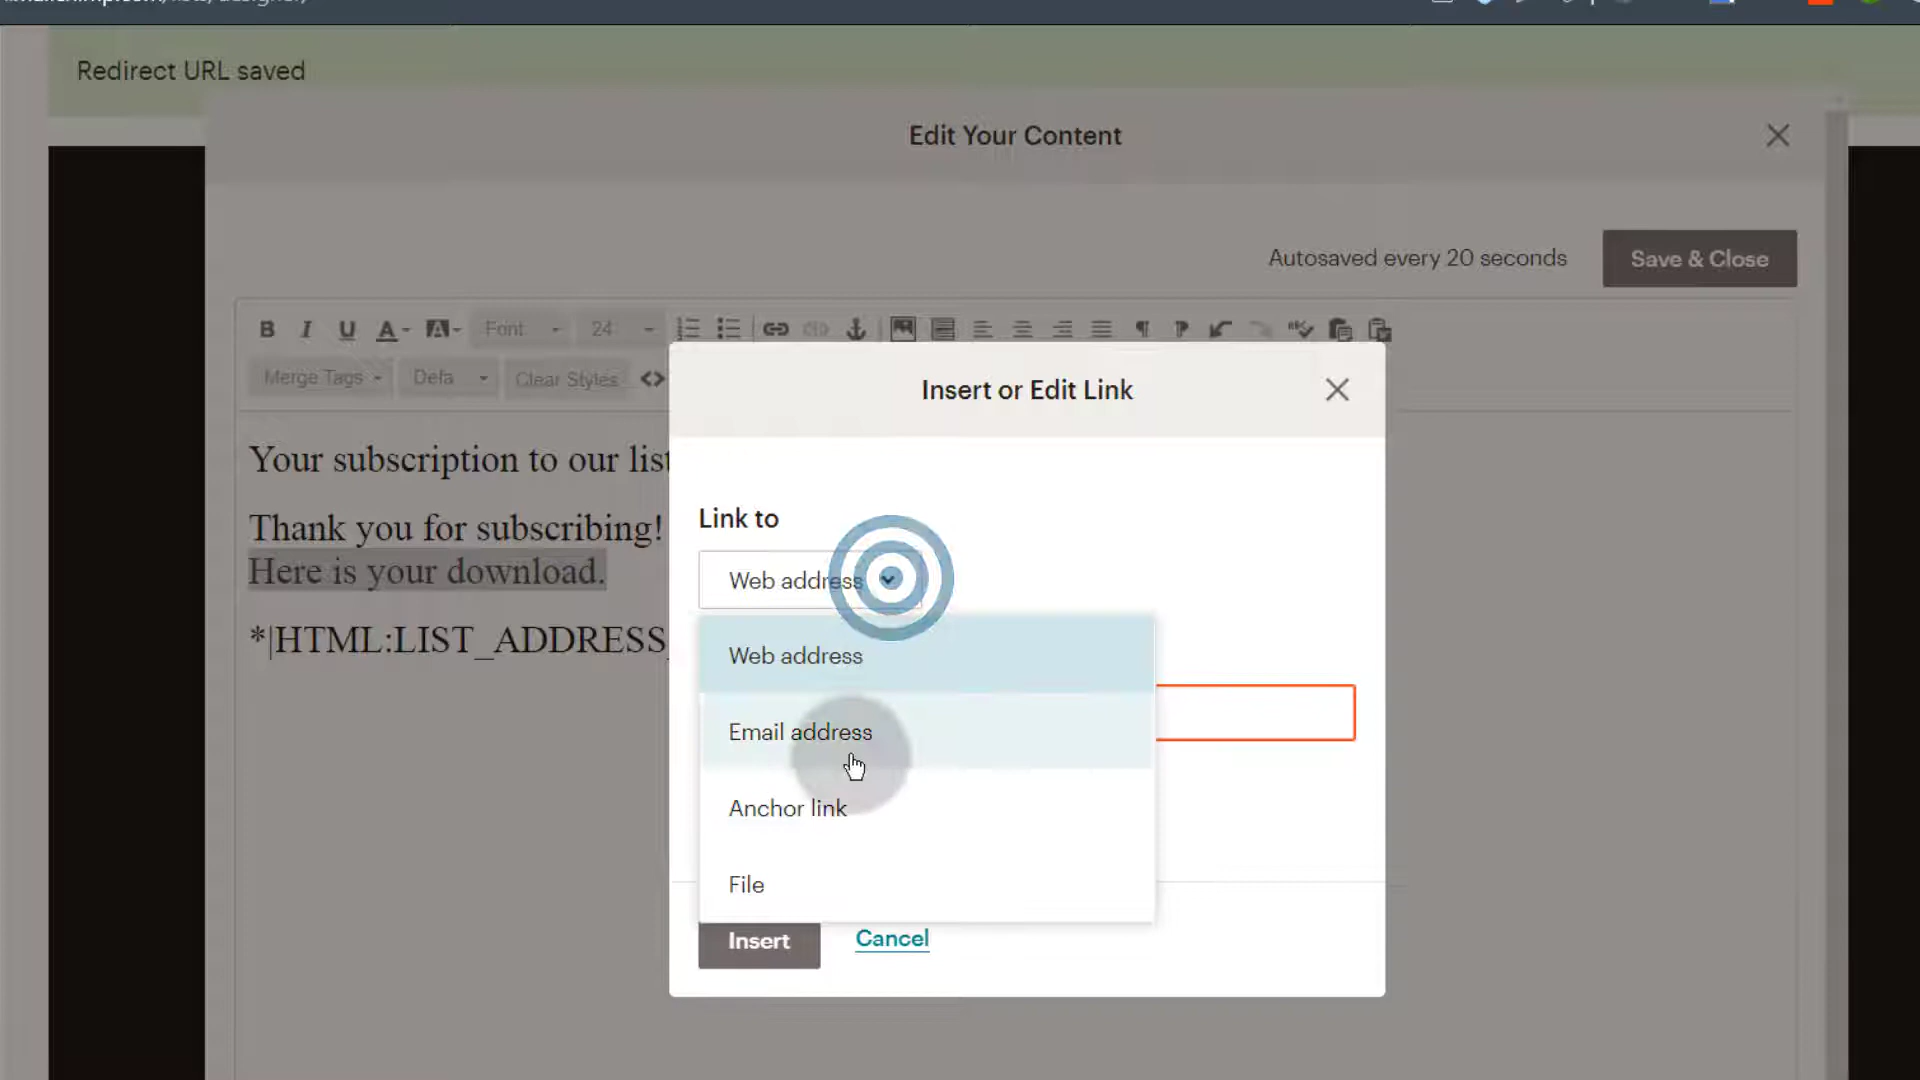 Redirect URL saved
Edit Your Content
Autosaved every 20 seconds
Save & Close
B I U A A Font 24
Merge Tags Defa Clear Styles <>
Insert or Edit Link
Your subscription to our list
Thank you for subscribing!
Here is your download.
*|HTML:LIST_ADDRESS_
Link to
Web address
Web address
Email address
Anchor link
File
Insert
Cancel